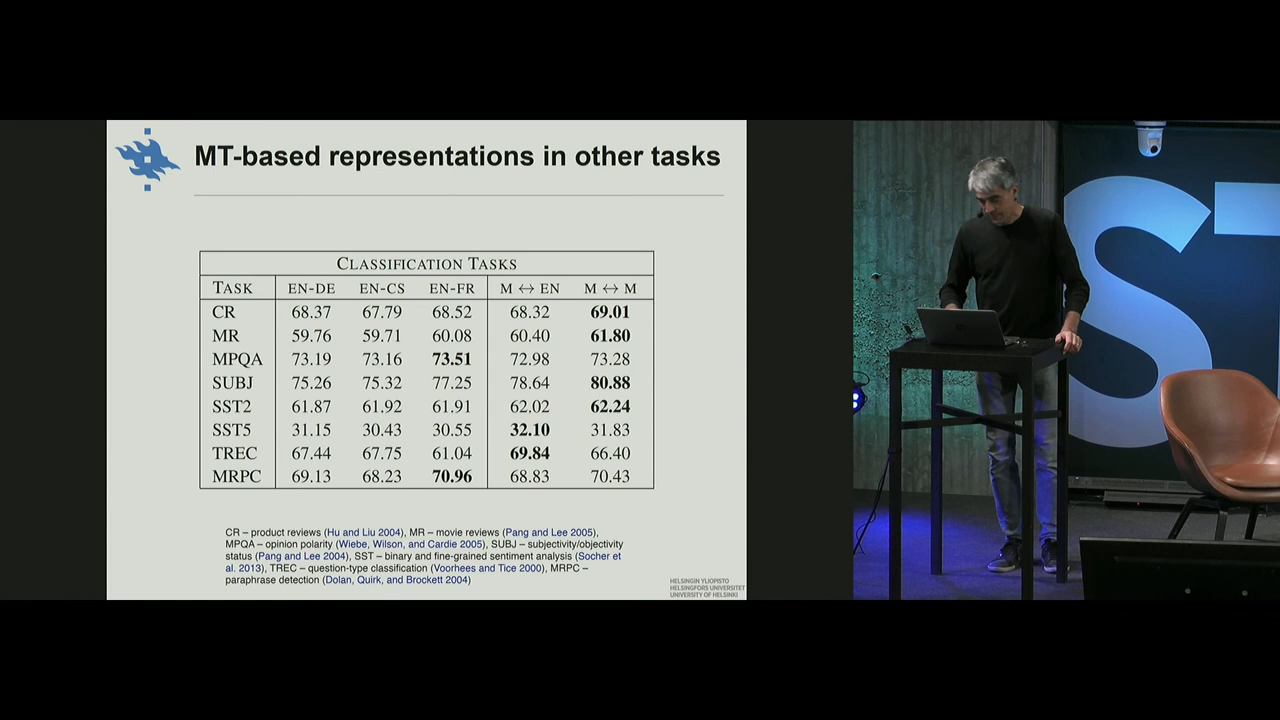 MT-based representations in other tasks
CLASSIFICATION TASKS
TASK EN-DE EN-CS EN-FR M ↔ EN M ↔ M
CR 68.37 67.79 68.52 68.32 69.01
MR 59.76 59.71 60.08 60.40 61.80
MPQA 73.19 73.16 73.51 72.98 73.28
SUBJ 75.26 75.32 77.25 78.64 80.88
SST2 61.87 61.92 61.91 62.02 62.24
SST5 31.15 30.43 30.55 32.10 31.83
TREC 67.44 67.75 61.04 69.84 66.40
MRPC 69.13 68.23 70.96 68.83 70.43
CR – product reviews (Hu and Liu 2004), MR – movie reviews (Pang and Lee 2005),
MPQA – opinion polarity (Wiebe, Wilson, and Cardie 2005), SUBJ – subjectivity/objectivity
status (Pang and Lee 2004), SST – binary and fine-grained sentiment analysis (Socher et
al. 2013), TREC – question-type classification (Voorhees and Tice 2000), MRPC –
paraphrase detection (Dolan, Quirk, and Brockett 2004)
HELSINGIN YLIOPISTO
HELSINGFORS UNIVERSITET
UNIVERSITY OF HELSINKI
ST